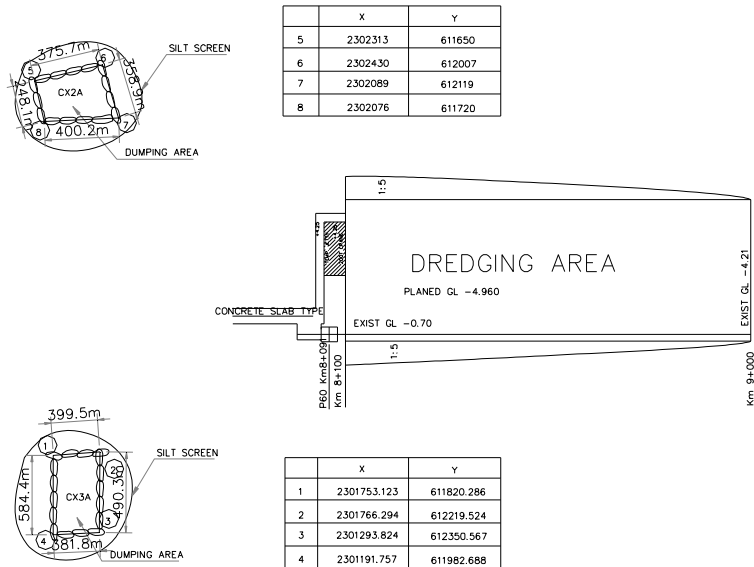 X Y
5 2302313 611650
6 2302430 612007
7 2302089 612119
8 2302076 611720
375.7m
6
SILT SCREEN
5
358.9m
248.1m
CX2A
8
400.2m
7
DUMPING AREA
1:5
+4.25
DREDGING AREA
PLANED GL -4.960
EXIST GL -4.21
CONCRETE SLAB TYPE
EXIST GL -0.70
1:5
P60 Km8+091
Km 8+100
Km 9+000
399.5m
1
SILT SCREEN
2
584.4m
CX3A
490.3m
3
4
381.8m
DUMPING AREA
X Y
1 2301753.123 611820.286
2 2301766.294 612219.524
3 2301293.824 612350.567
4 2301191.757 611982.688